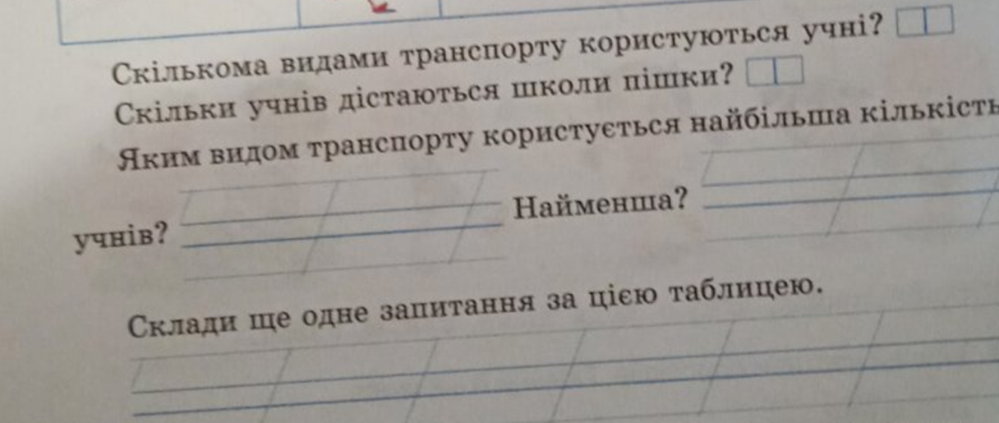 Скількома видами транспорту користуються учні?
Скільки учнів дістаються школи пішки?
Яким видом транспорту користується найбільша кількість
учнів? Найменша?
Склади ще одне запитання за цією таблицею.